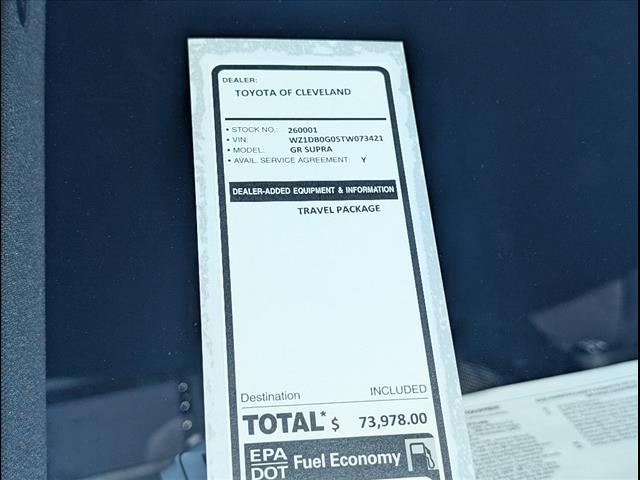 DEALER:
TOYOTA OF CLEVELAND
• STOCK NO.: 260001
• VIN: WZ1DB0G05TW073421
• MODEL: GR SUPRA
• AVAIL. SERVICE AGREEMENT: Y
DEALER-ADDED EQUIPMENT & INFORMATION
TRAVEL PACKAGE
Destination INCLUDED
TOTAL* $ 73,978.00
EPA
DOT Fuel Economy